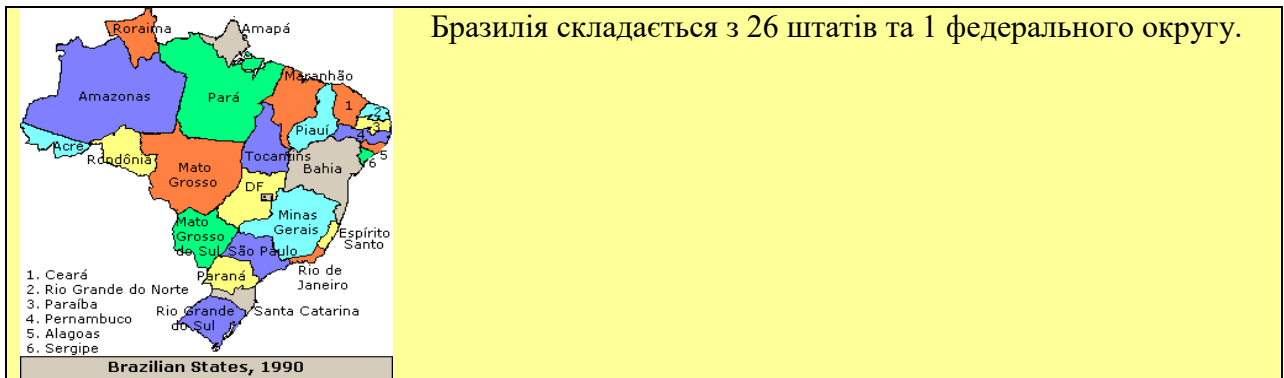 Roraima
Amapá
Бразилія складається з 26 штатів та 1 федерального округу.
Maranhão
Amazonas
Pará
1
2
3
Piauí
4
Acre
Rondônia
Tocantins
5
6
Mato
Grosso
Bahia
DF
Minas
Gerais
Mato
Grosso
do Sul
Espírito
Santo
São Paulo
Rio de
Janeiro
Paraná
1. Ceará
2. Rio Grande do Norte
3. Paraíba
4. Pernambuco
5. Alagoas
6. Sergipe
Rio Grande
do Sul
Santa Catarina
Brazilian States, 1990